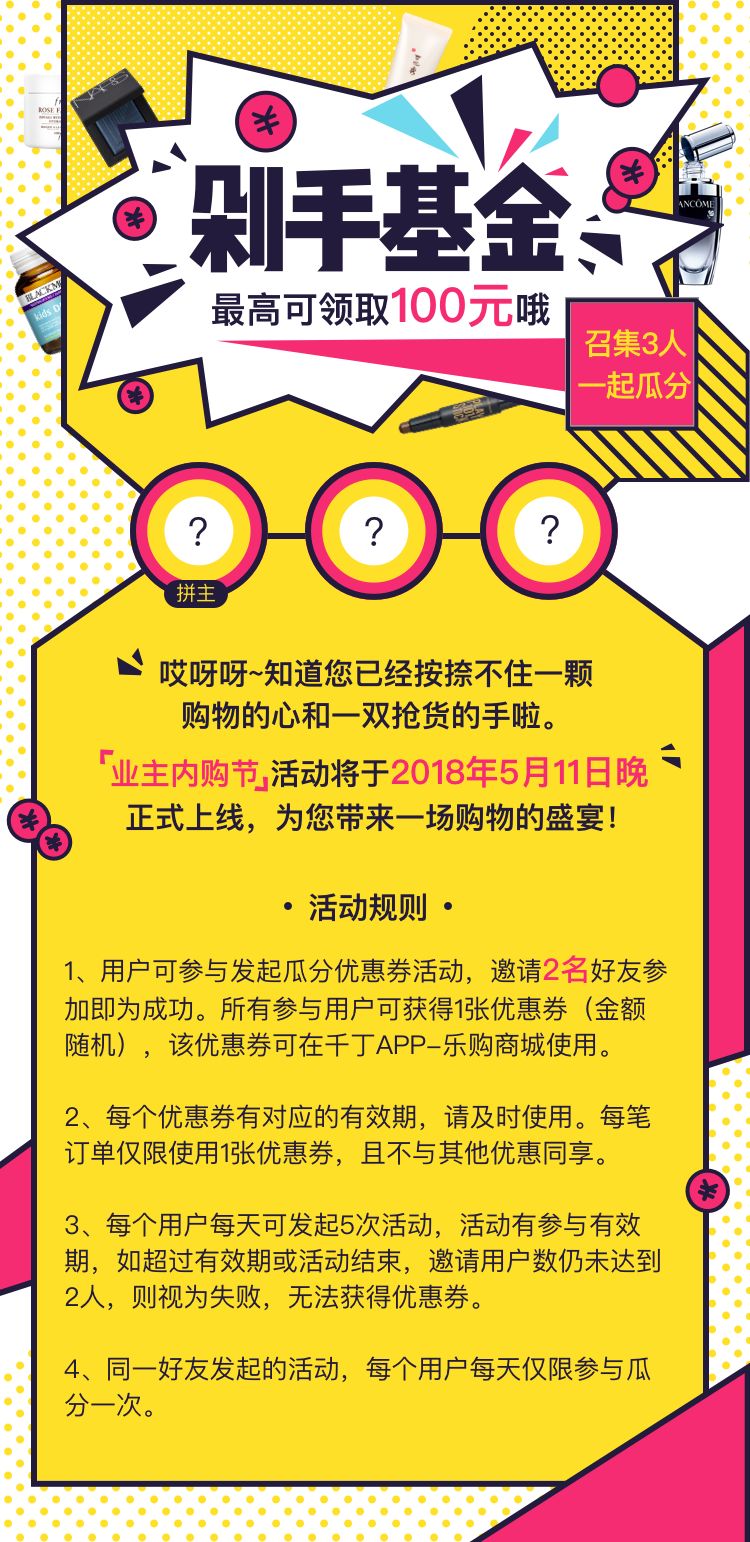 NARS
剁手基金
LANCÔME
BLACKM
kids
最高可领取100元哦
召集3人
一起瓜分
?
?
?
拼主
哎呀呀~知道您已经按捺不住一颗
购物的心和一双抢货的手啦。
「业主内购节」活动将于2018年5月11日晚
正式上线，为您带来一场购物的盛宴！
· 活动规则 ·
1、用户可参与发起瓜分优惠券活动，邀请2名好友参
加即为成功。所有参与用户可获得1张优惠券（金额
随机），该优惠券可在千丁APP-乐购商城使用。
2、每个优惠券有对应的有效期，请及时使用。每笔
订单仅限使用1张优惠券，且不与其他优惠同享。
3、每个用户每天可发起5次活动，活动有参与有效
期，如超过有效期或活动结束，邀请用户数仍未达到
2人，则视为失败，无法获得优惠券。
4、同一好友发起的活动，每个用户每天仅限参与瓜
分一次。